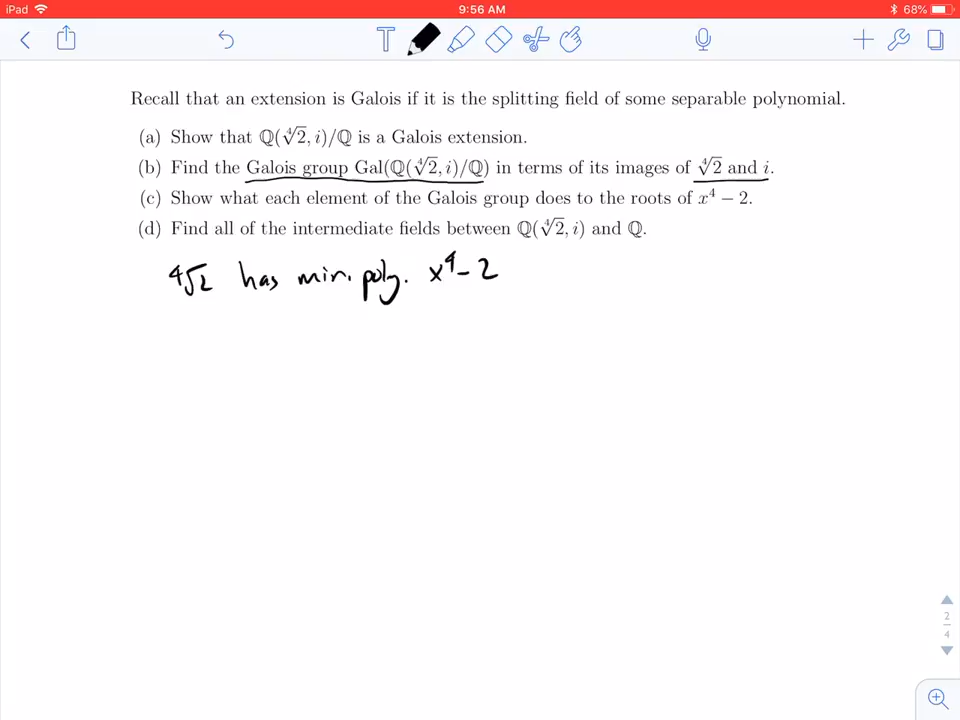 iPad 9:56 AM 68%
Recall that an extension is Galois if it is the splitting field of some separable polynomial.
(a) Show that ℚ(∜2, i)/ℚ is a Galois extension.
(b) Find the Galois group Gal(ℚ(∜2, i)/ℚ) in terms of its images of ∜2 and i.
(c) Show what each element of the Galois group does to the roots of x⁴ − 2.
(d) Find all of the intermediate fields between ℚ(∜2, i) and ℚ.
∜2 has min. poly. x⁴ − 2
2
4